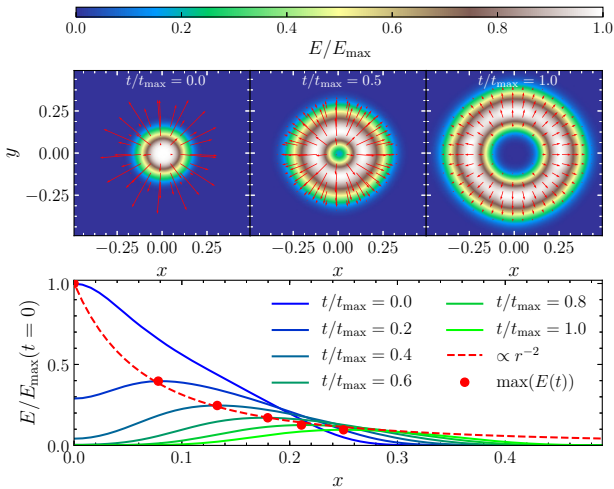 0.0 0.2 0.4 0.6 0.8 1.0
E/E_max
t/t_max = 0.0 t/t_max = 0.5 t/t_max = 1.0
0.25
0.00
−0.25
y
−0.25 0.00 0.25 −0.25 0.00 0.25 −0.25 0.00 0.25
x x x
1.0
0.5
0.0
E/E_max(t = 0)
t/t_max = 0.0
t/t_max = 0.2
t/t_max = 0.4
t/t_max = 0.6
t/t_max = 0.8
t/t_max = 1.0
∝ r⁻²
max(E(t))
0.0 0.1 0.2 0.3 0.4
x